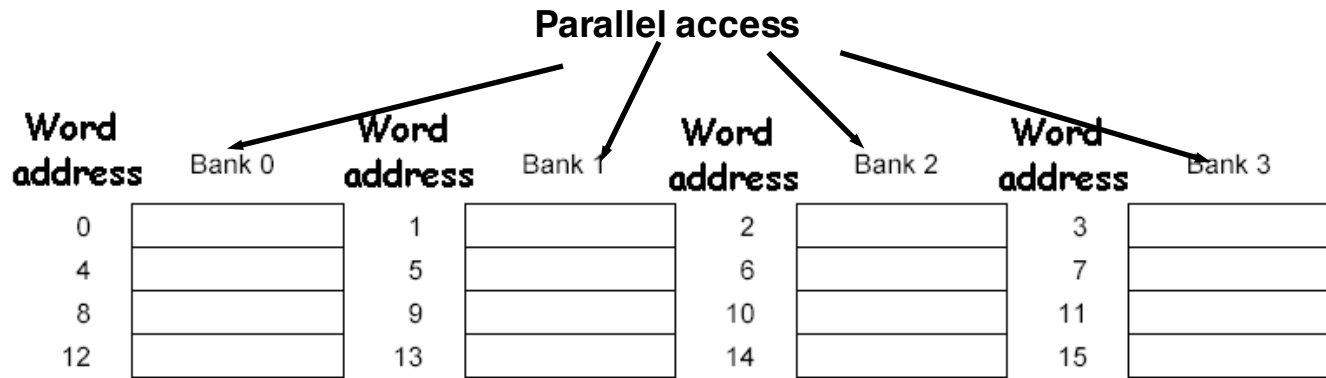 Parallel access
Word Word Word Word
address Bank 0 address Bank 1 address Bank 2 address Bank 3
0 1 2 3
4 5 6 7
8 9 10 11
12 13 14 15